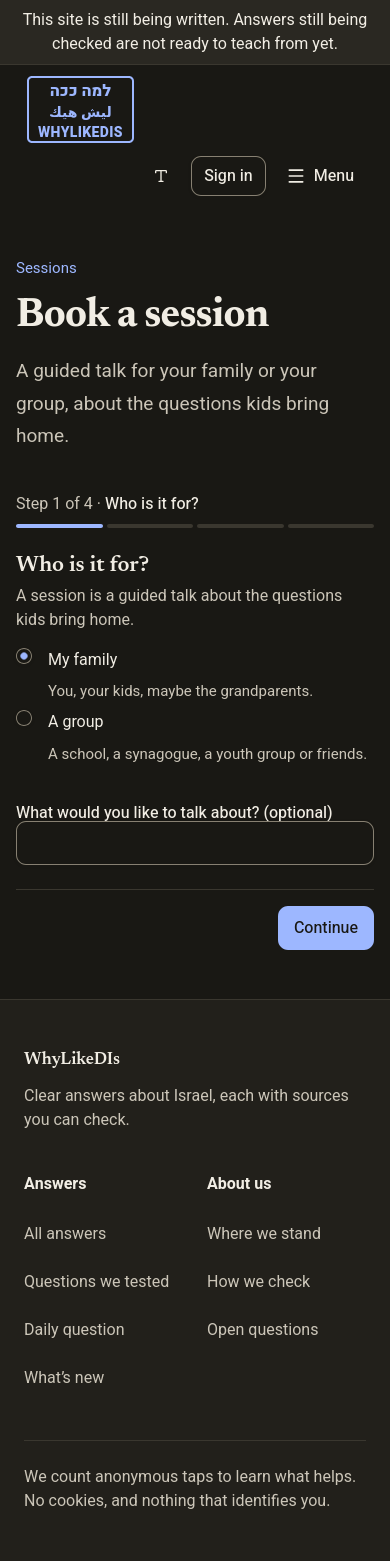 This site is still being written. Answers still being
checked are not ready to teach from yet.
למה ככה
ليش هيك
WHYLIKEDIS
T
Sign in
Menu
Sessions
Book a session
A guided talk for your family or your
group, about the questions kids bring
home.
Step 1 of 4 · Who is it for?
Who is it for?
A session is a guided talk about the questions
kids bring home.
My family
You, your kids, maybe the grandparents.
A group
A school, a synagogue, a youth group or friends.
What would you like to talk about? (optional)
Continue
WhyLikeDIs
Clear answers about Israel, each with sources
you can check.
Answers
All answers
Questions we tested
Daily question
What’s new
About us
Where we stand
How we check
Open questions
We count anonymous taps to learn what helps.
No cookies, and nothing that identifies you.